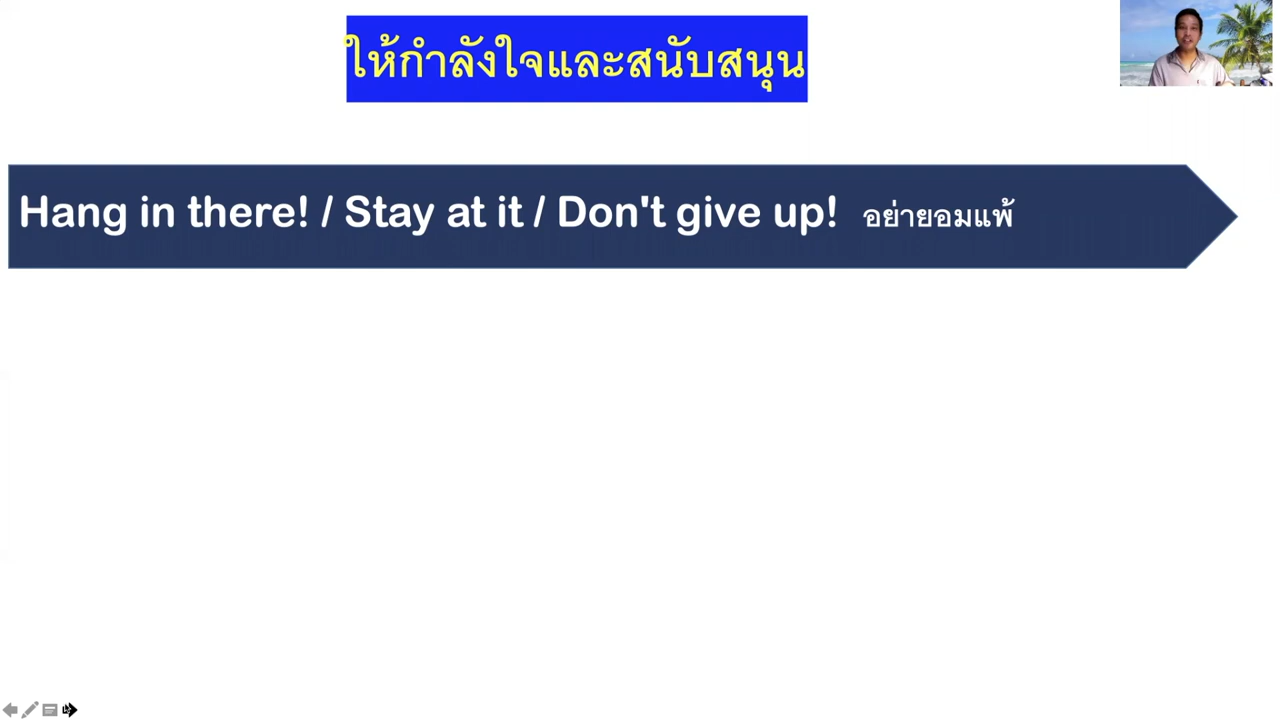 ให้กำลังใจและสนับสนุน
Hang in there! / Stay at it / Don't give up! อย่ายอมแพ้